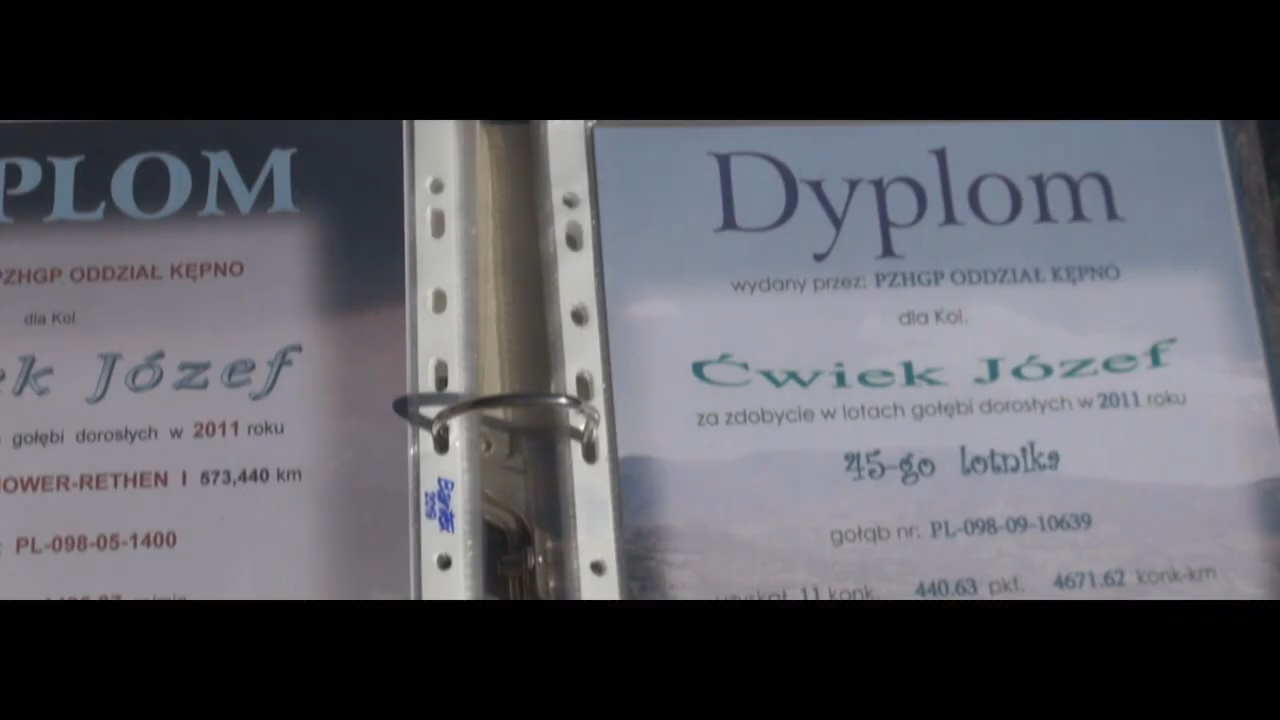 PLOM
PZHGP ODDZIAŁ KĘPNO
dla Kol.
ek Józef
gołębi dorosłych w 2011 roku
OWER-RETHEN I 573,440 km
PL-098-05-1400
Bantex
Dyplom
wydany przez: PZHGP ODDZIAŁ KĘPNO
dla Kol.
Ćwiek Józef
za zdobycie w lotach gołębi dorosłych w 2011 roku
45-go lotnika
gołąb nr: PL-098-09-10639
11 konk. 440.63 pkt. 4671.62 konk-km